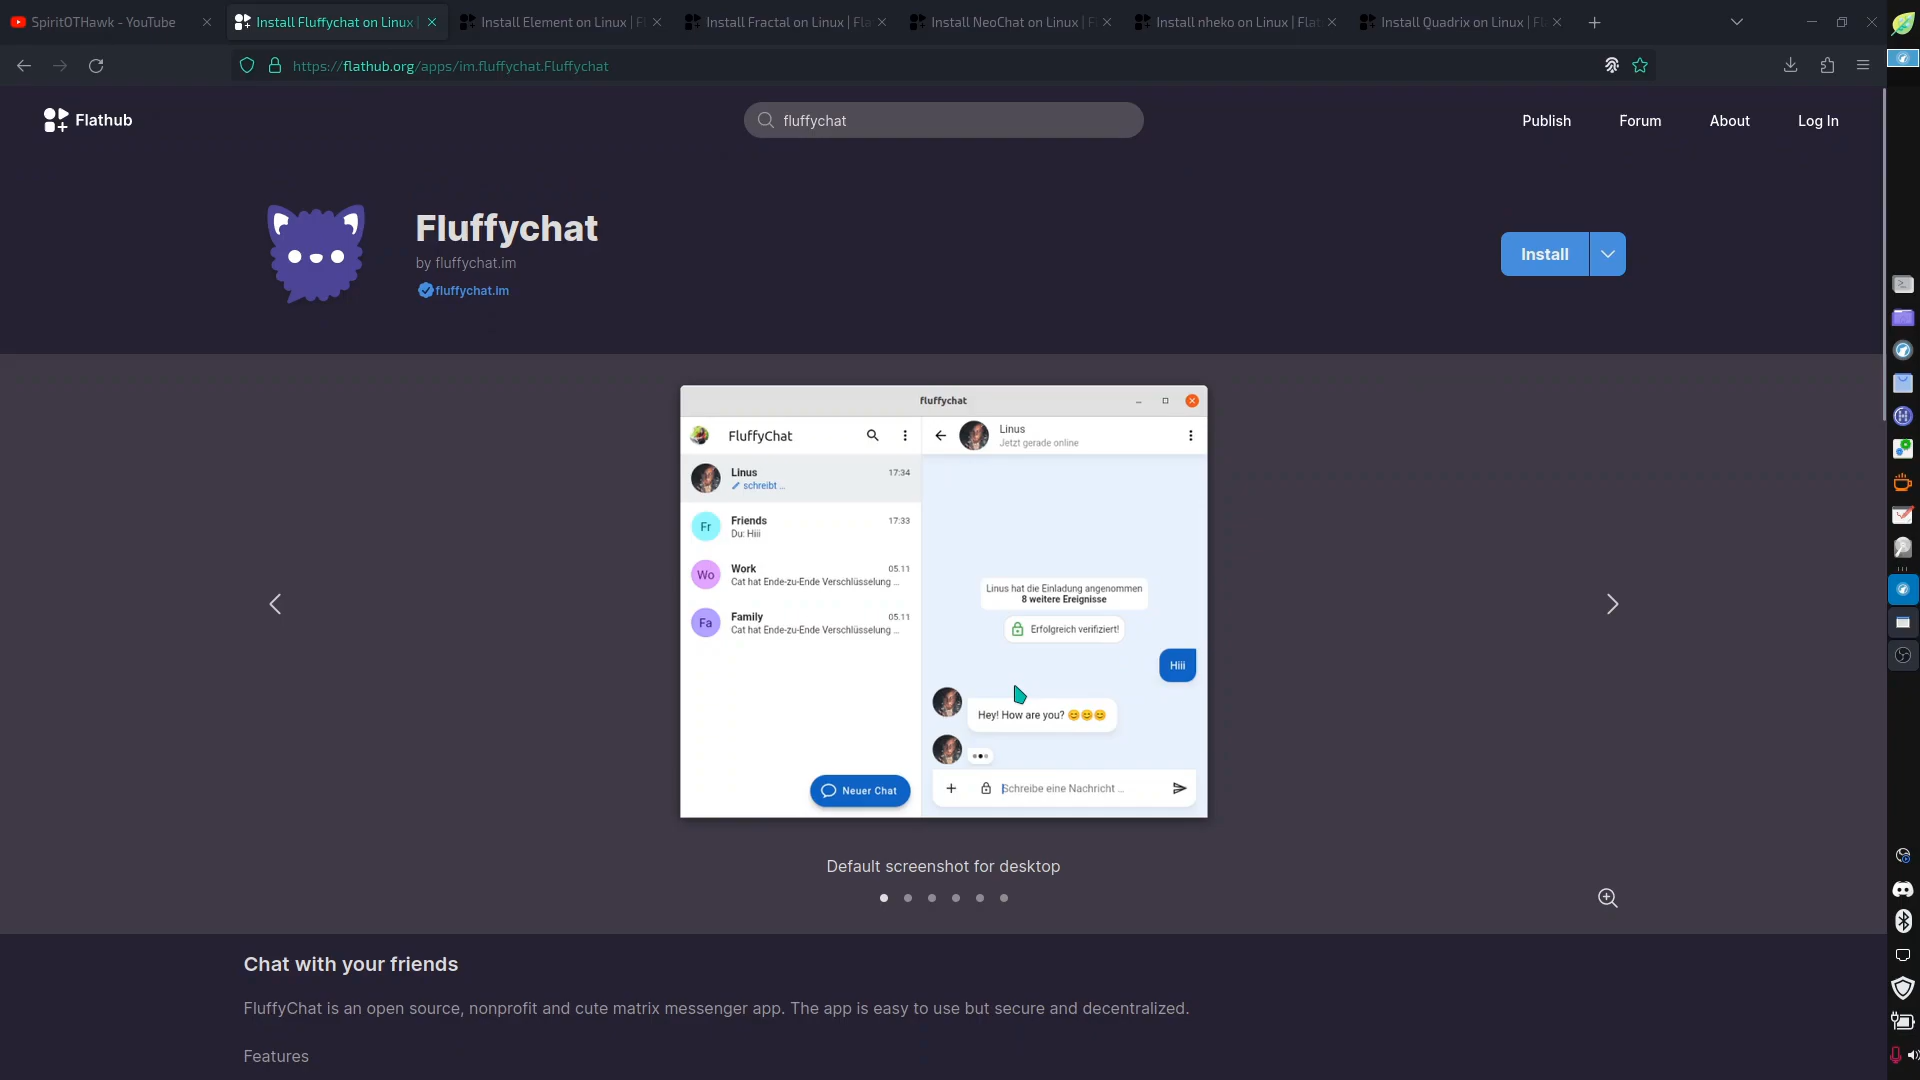 SpiritOTHawk - YouTube
Install Fluffychat on Linux |
Install Element on Linux | F
Install Fractal on Linux | Fla
Install NeoChat on Linux | F
Install nheko on Linux | Flat
Install Quadrix on Linux | F
https://flathub.org/apps/im.fluffychat.Fluffychat
Flathub
fluffychat
Publish
Forum
About
Log In
Fluffychat
by fluffychat.im
fluffychat.im
Install
fluffychat
FluffyChat
Linus
Jetzt gerade online
Linus
17:34
schreibt ...
Fr
Friends
17:33
Du: Hiii
Wo
Work
05.11
Cat hat Ende-zu-Ende Verschlüsselung ...
Fa
Family
05.11
Cat hat Ende-zu-Ende Verschlüsselung ...
Linus hat die Einladung angenommen
8 weitere Ereignisse
Erfolgreich verifiziert!
Hiii
Hey! How are you? 😊😊😊
Neuer Chat
Schreibe eine Nachricht ...
Default screenshot for desktop
Chat with your friends
FluffyChat is an open source, nonprofit and cute matrix messenger app. The app is easy to use but secure and decentralized.
Features